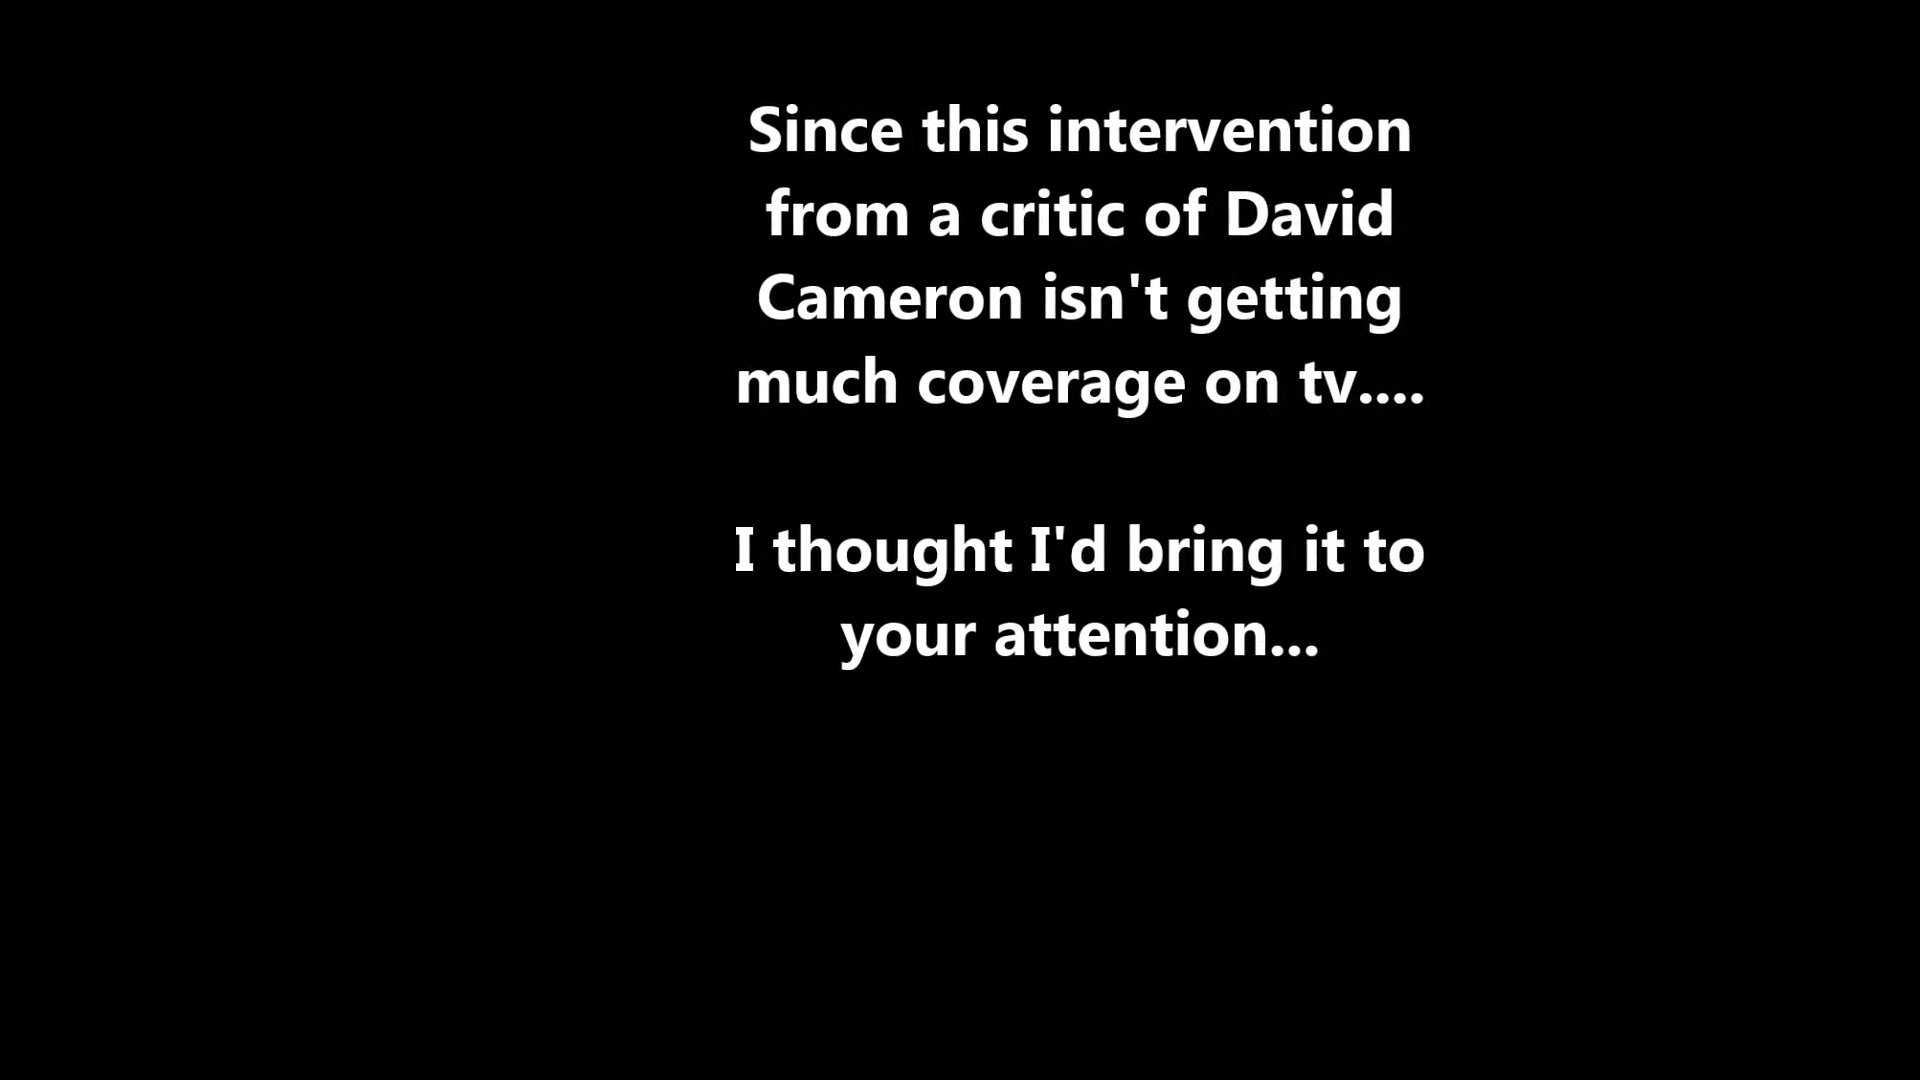 Since this intervention
from a critic of David
Cameron isn't getting
much coverage on tv....
I thought I'd bring it to
your attention...